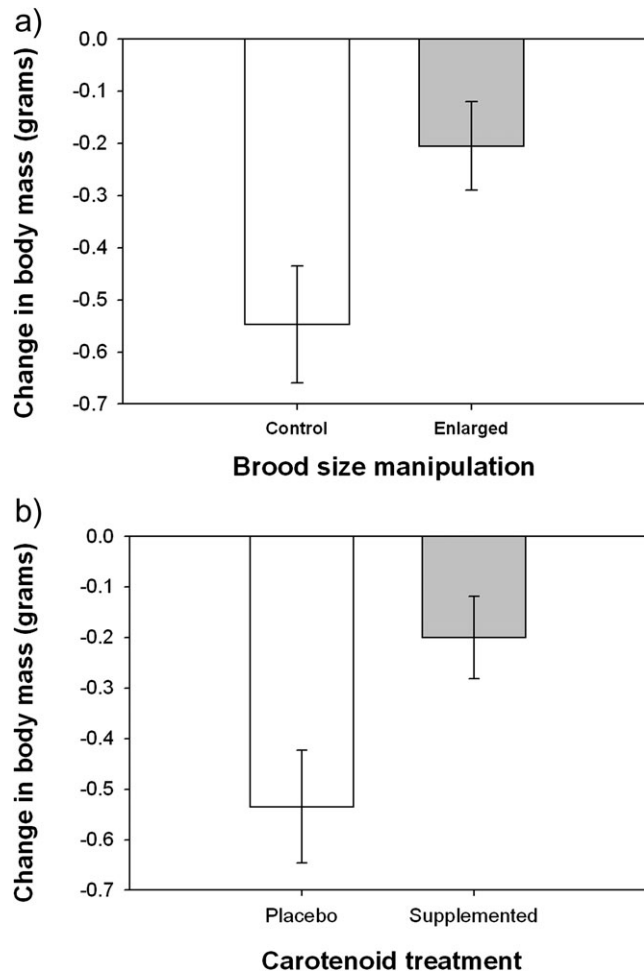 a)
Change in body mass (grams)
0.0
-0.1
-0.2
-0.3
-0.4
-0.5
-0.6
-0.7
Control Enlarged
Brood size manipulation
b)
Change in body mass (grams)
0.0
-0.1
-0.2
-0.3
-0.4
-0.5
-0.6
-0.7
Placebo Supplemented
Carotenoid treatment